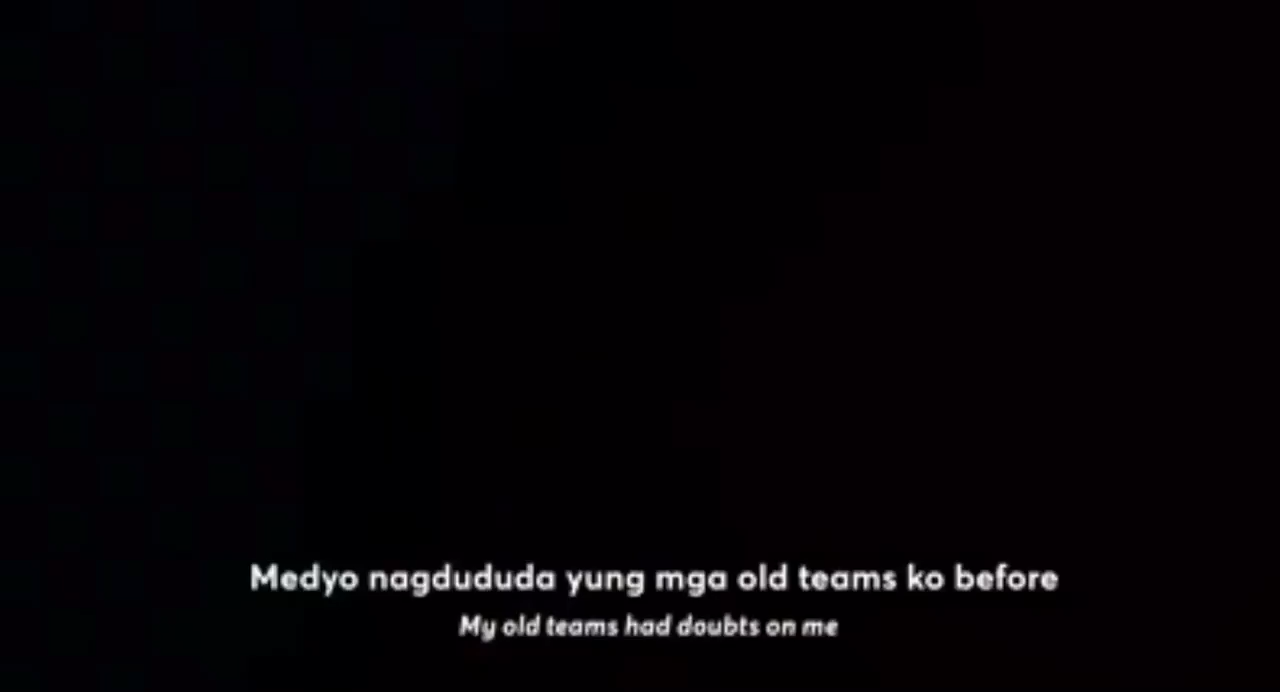 Medyo nagdududa yung mga old teams ko before
My old teams had doubts on me